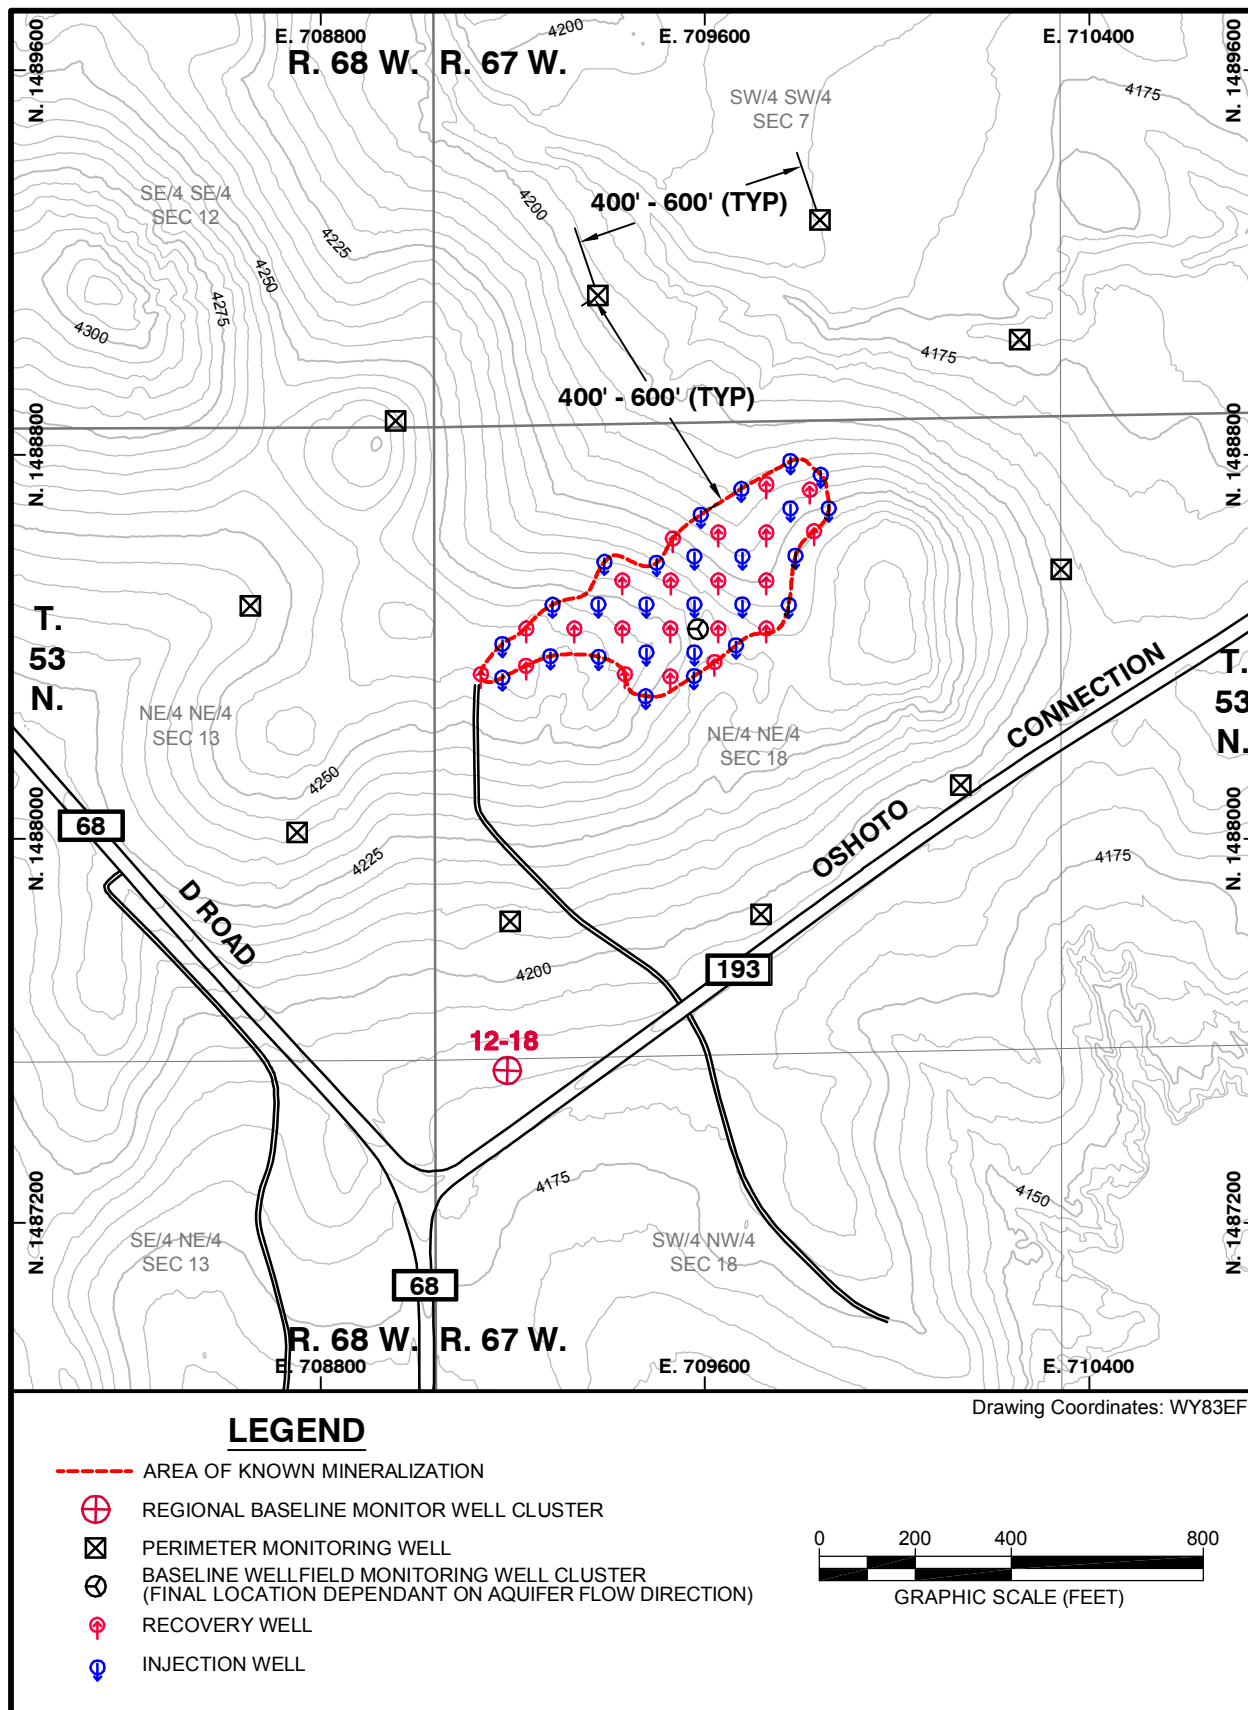 E. 708800
E. 709600
E. 710400
R. 68 W.
R. 67 W.
N. 1489600
N. 1489600
4200
4175
SW/4 SW/4
SEC 7
SE/4 SE/4
SEC 12
400' - 600' (TYP)
4200
4225
4250
4275
4300
4175
400' - 600' (TYP)
N. 1488800
N. 1488800
T.
53
N.
T.
53
N.
NE/4 NE/4
SEC 13
NE/4 NE/4
SEC 18
OSHOTO CONNECTION
4250
68
N. 1488000
N. 1488000
4225
4175
D ROAD
4200
193
12-18
4175
4150
N. 1487200
N. 1487200
SE/4 NE/4
SEC 13
SW/4 NW/4
SEC 18
68
R. 68 W.
R. 67 W.
E. 708800
E. 709600
E. 710400
Drawing Coordinates: WY83EF
LEGEND
AREA OF KNOWN MINERALIZATION
REGIONAL BASELINE MONITOR WELL CLUSTER
PERIMETER MONITORING WELL
BASELINE WELLFIELD MONITORING WELL CLUSTER
(FINAL LOCATION DEPENDANT ON AQUIFER FLOW DIRECTION)
RECOVERY WELL
INJECTION WELL
0 200 400 800
GRAPHIC SCALE (FEET)